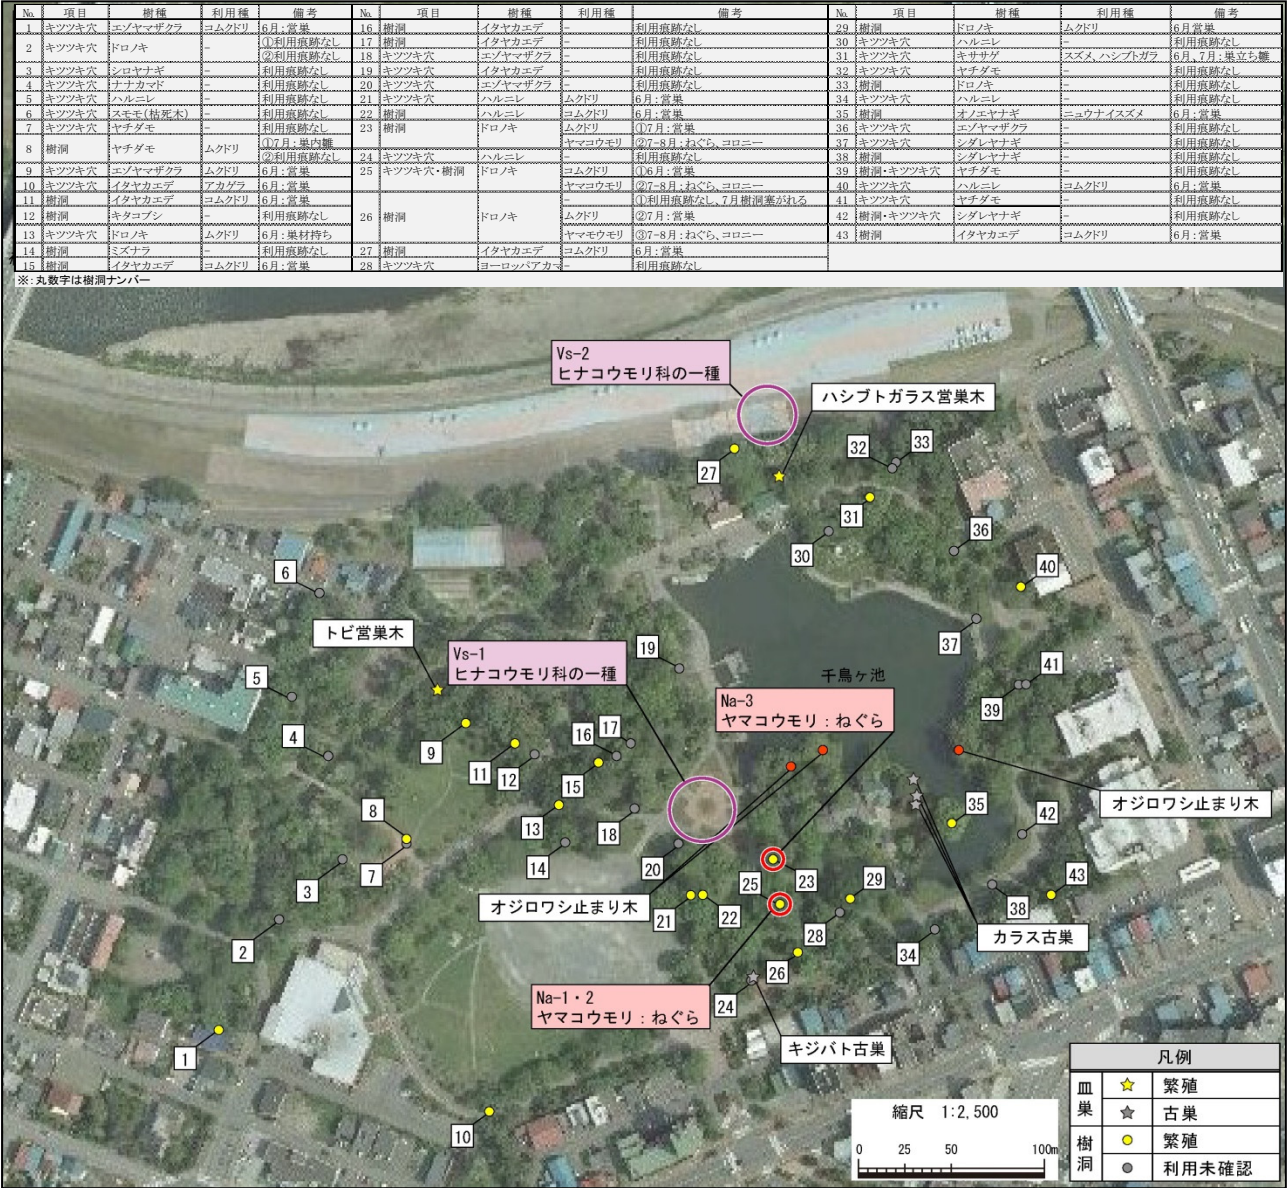 № 項目 樹種 利用種 備考
1 キツツキ穴 エゾヤマザクラ コムクドリ 6月:営巣
2 キツツキ穴 ドロノキ - ①利用痕跡なし
②利用痕跡なし
3 キツツキ穴 シロヤナギ - 利用痕跡なし
4 キツツキ穴 ナナカマド - 利用痕跡なし
5 キツツキ穴 ハルニレ - 利用痕跡なし
6 キツツキ穴 スモモ(枯死木) - 利用痕跡なし
7 キツツキ穴 ヤチダモ - 利用痕跡なし
8 樹洞 ヤチダモ ムクドリ ①7月:巣内雛
②利用痕跡なし
9 キツツキ穴 エゾヤマザクラ ムクドリ 6月:営巣
10 キツツキ穴 イタヤカエデ アカゲラ 6月:営巣
11 樹洞 イタヤカエデ コムクドリ 6月:営巣
12 樹洞 キタコブシ - 利用痕跡なし
13 キツツキ穴 ドロノキ ムクドリ 6月:巣材持ち
14 樹洞 ミズナラ - 利用痕跡なし
15 樹洞 イタヤカエデ コムクドリ 6月:営巣
№ 項目 樹種 利用種 備考
16 樹洞 イタヤカエデ - 利用痕跡なし
17 樹洞 イタヤカエデ - 利用痕跡なし
18 キツツキ穴 エゾヤマザクラ - 利用痕跡なし
19 キツツキ穴 イタヤカエデ - 利用痕跡なし
20 キツツキ穴 エゾヤマザクラ - 利用痕跡なし
21 キツツキ穴 ハルニレ ムクドリ 6月:営巣
22 樹洞 ハルニレ コムクドリ 6月:営巣
23 樹洞 ドロノキ ムクドリ ①7月:営巣
ヤマコウモリ ②7-8月:ねぐら、コロニー
24 キツツキ穴 ハルニレ - 利用痕跡なし
25 キツツキ穴・樹洞 ドロノキ コムクドリ ①6月:営巣
ヤマコウモリ ②7-8月:ねぐら、コロニー
26 樹洞 ドロノキ - ①利用痕跡なし、7月樹洞塞がれる
ムクドリ ②7月:営巣
ヤマモウモリ ③7-8月:ねぐら、コロニー
27 樹洞 イタヤカエデ コムクドリ 6月:営巣
28 キツツキ穴 ヨーロッパアカマ - 利用痕跡なし
№ 項目 樹種 利用種 備考
29 樹洞 ドロノキ ムクドリ 6月営巣
30 キツツキ穴 ハルニレ - 利用痕跡なし
31 キツツキ穴 キササゲ スズメ,ハシブトガラ 6月、7月:巣立ち雛
32 キツツキ穴 ヤチダモ - 利用痕跡なし
33 樹洞 ドロノキ - 利用痕跡なし
34 キツツキ穴 ハルニレ - 利用痕跡なし
35 樹洞 オノエヤナギ ニュウナイスズメ 6月:営巣
36 キツツキ穴 エゾヤマザクラ - 利用痕跡なし
37 キツツキ穴 シダレヤナギ - 利用痕跡なし
38 樹洞 シダレヤナギ - 利用痕跡なし
39 樹洞・キツツキ穴 ヤチダモ - 利用痕跡なし
40 キツツキ穴 ハルニレ コムクドリ 6月:営巣
41 キツツキ穴 ヤチダモ - 利用痕跡なし
42 樹洞・キツツキ穴 シダレヤナギ - 利用痕跡なし
43 樹洞 イタヤカエデ コムクドリ 6月:営巣
※:丸数字は樹洞ナンバー
Vs-2
ヒナコウモリ科の一種
ハシブトガラス営巣木
32
33
27
31
30
36
6
40
トビ営巣木
Vs-1
ヒナコウモリ科の一種
19
37
5
41
千鳥ヶ池
Na-3
ヤマコウモリ:ねぐら
39
4
9
17
16
11
12
15
オジロワシ止まり木
8
13
18
35
42
7
14
20
3
25
23
29
43
オジロワシ止まり木
21
22
38
2
28
カラス古巣
34
26
Na-1・2
ヤマコウモリ:ねぐら
24
キジバト古巣
1
10
縮尺 1:2,500
0 25 50 100m
凡例
皿巣
繁殖
古巣
樹洞
繁殖
利用未確認